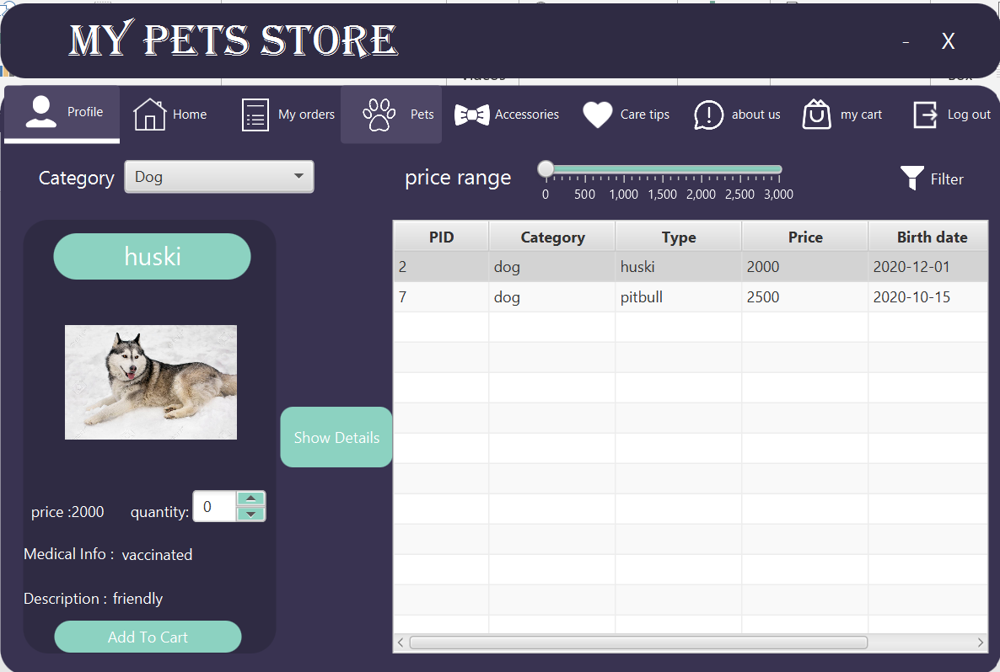 MY PETS STORE
- X
Profile Home My orders Pets Accessories Care tips about us my cart Log out
Category Dog price range Filter
0 500 1,000 1,500 2,000 2,500 3,000
huski
PID Category Type Price Birth date
2 dog huski 2000 2020-12-01
7 dog pitbull 2500 2020-10-15
Show Details
price :2000 quantity: 0
Medical Info : vaccinated
Description : friendly
Add To Cart